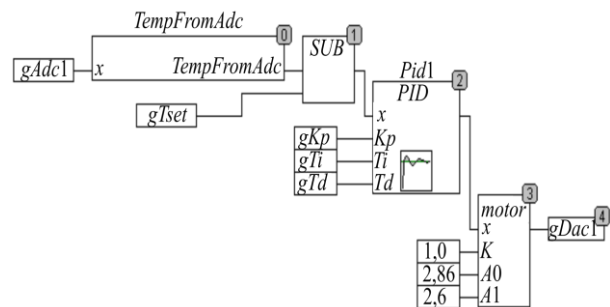 TempFromAdc
0
gAdc1
x
TempFromAdc
SUB
1
gTset
Pid1
2
PID
x
gKp
Kp
gTi
Ti
gTd
Td
3
motor
x
gDac1
4
1,0
K
2,86
A0
2,6
A1